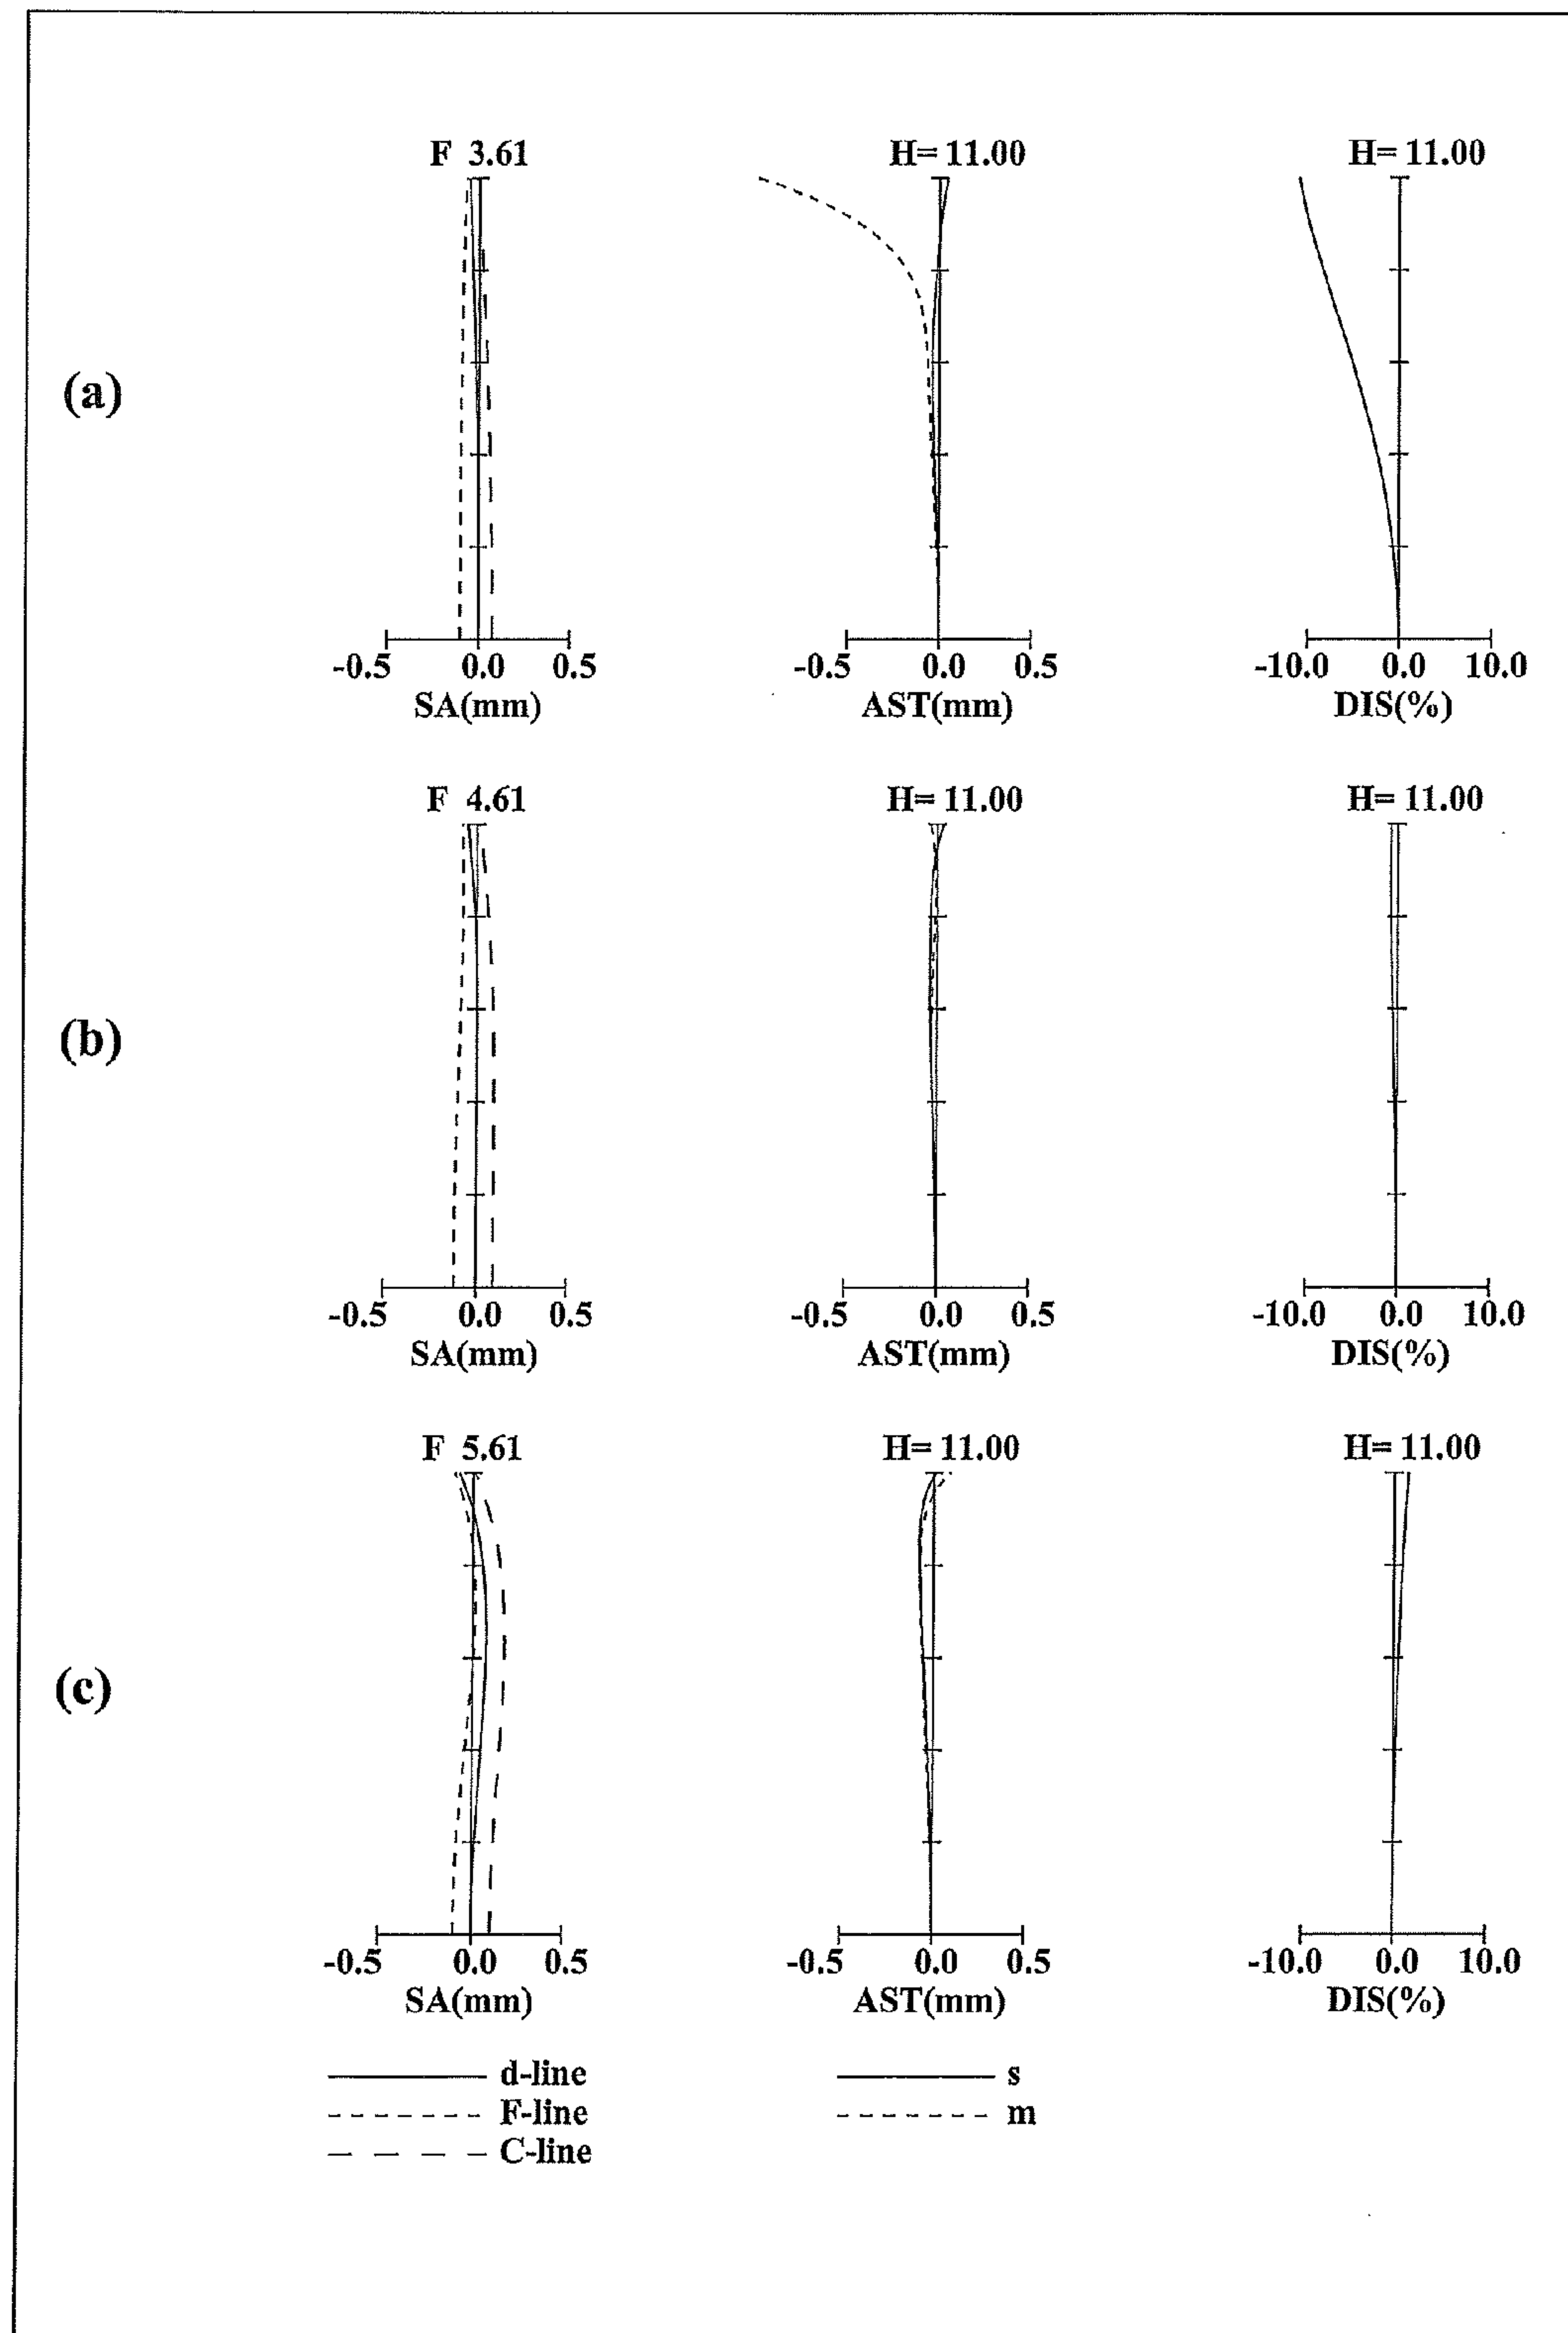 (a)
F 3.61
-0.5 0.0 0.5
SA(mm)
H= 11.00
-0.5 0.0 0.5
AST(mm)
H= 11.00
-10.0 0.0 10.0
DIS(%)
(b)
F 4.61
-0.5 0.0 0.5
SA(mm)
H= 11.00
-0.5 0.0 0.5
AST(mm)
H= 11.00
-10.0 0.0 10.0
DIS(%)
(c)
F 5.61
-0.5 0.0 0.5
SA(mm)
H= 11.00
-0.5 0.0 0.5
AST(mm)
H= 11.00
-10.0 0.0 10.0
DIS(%)
d-line
F-line
C-line
s
m